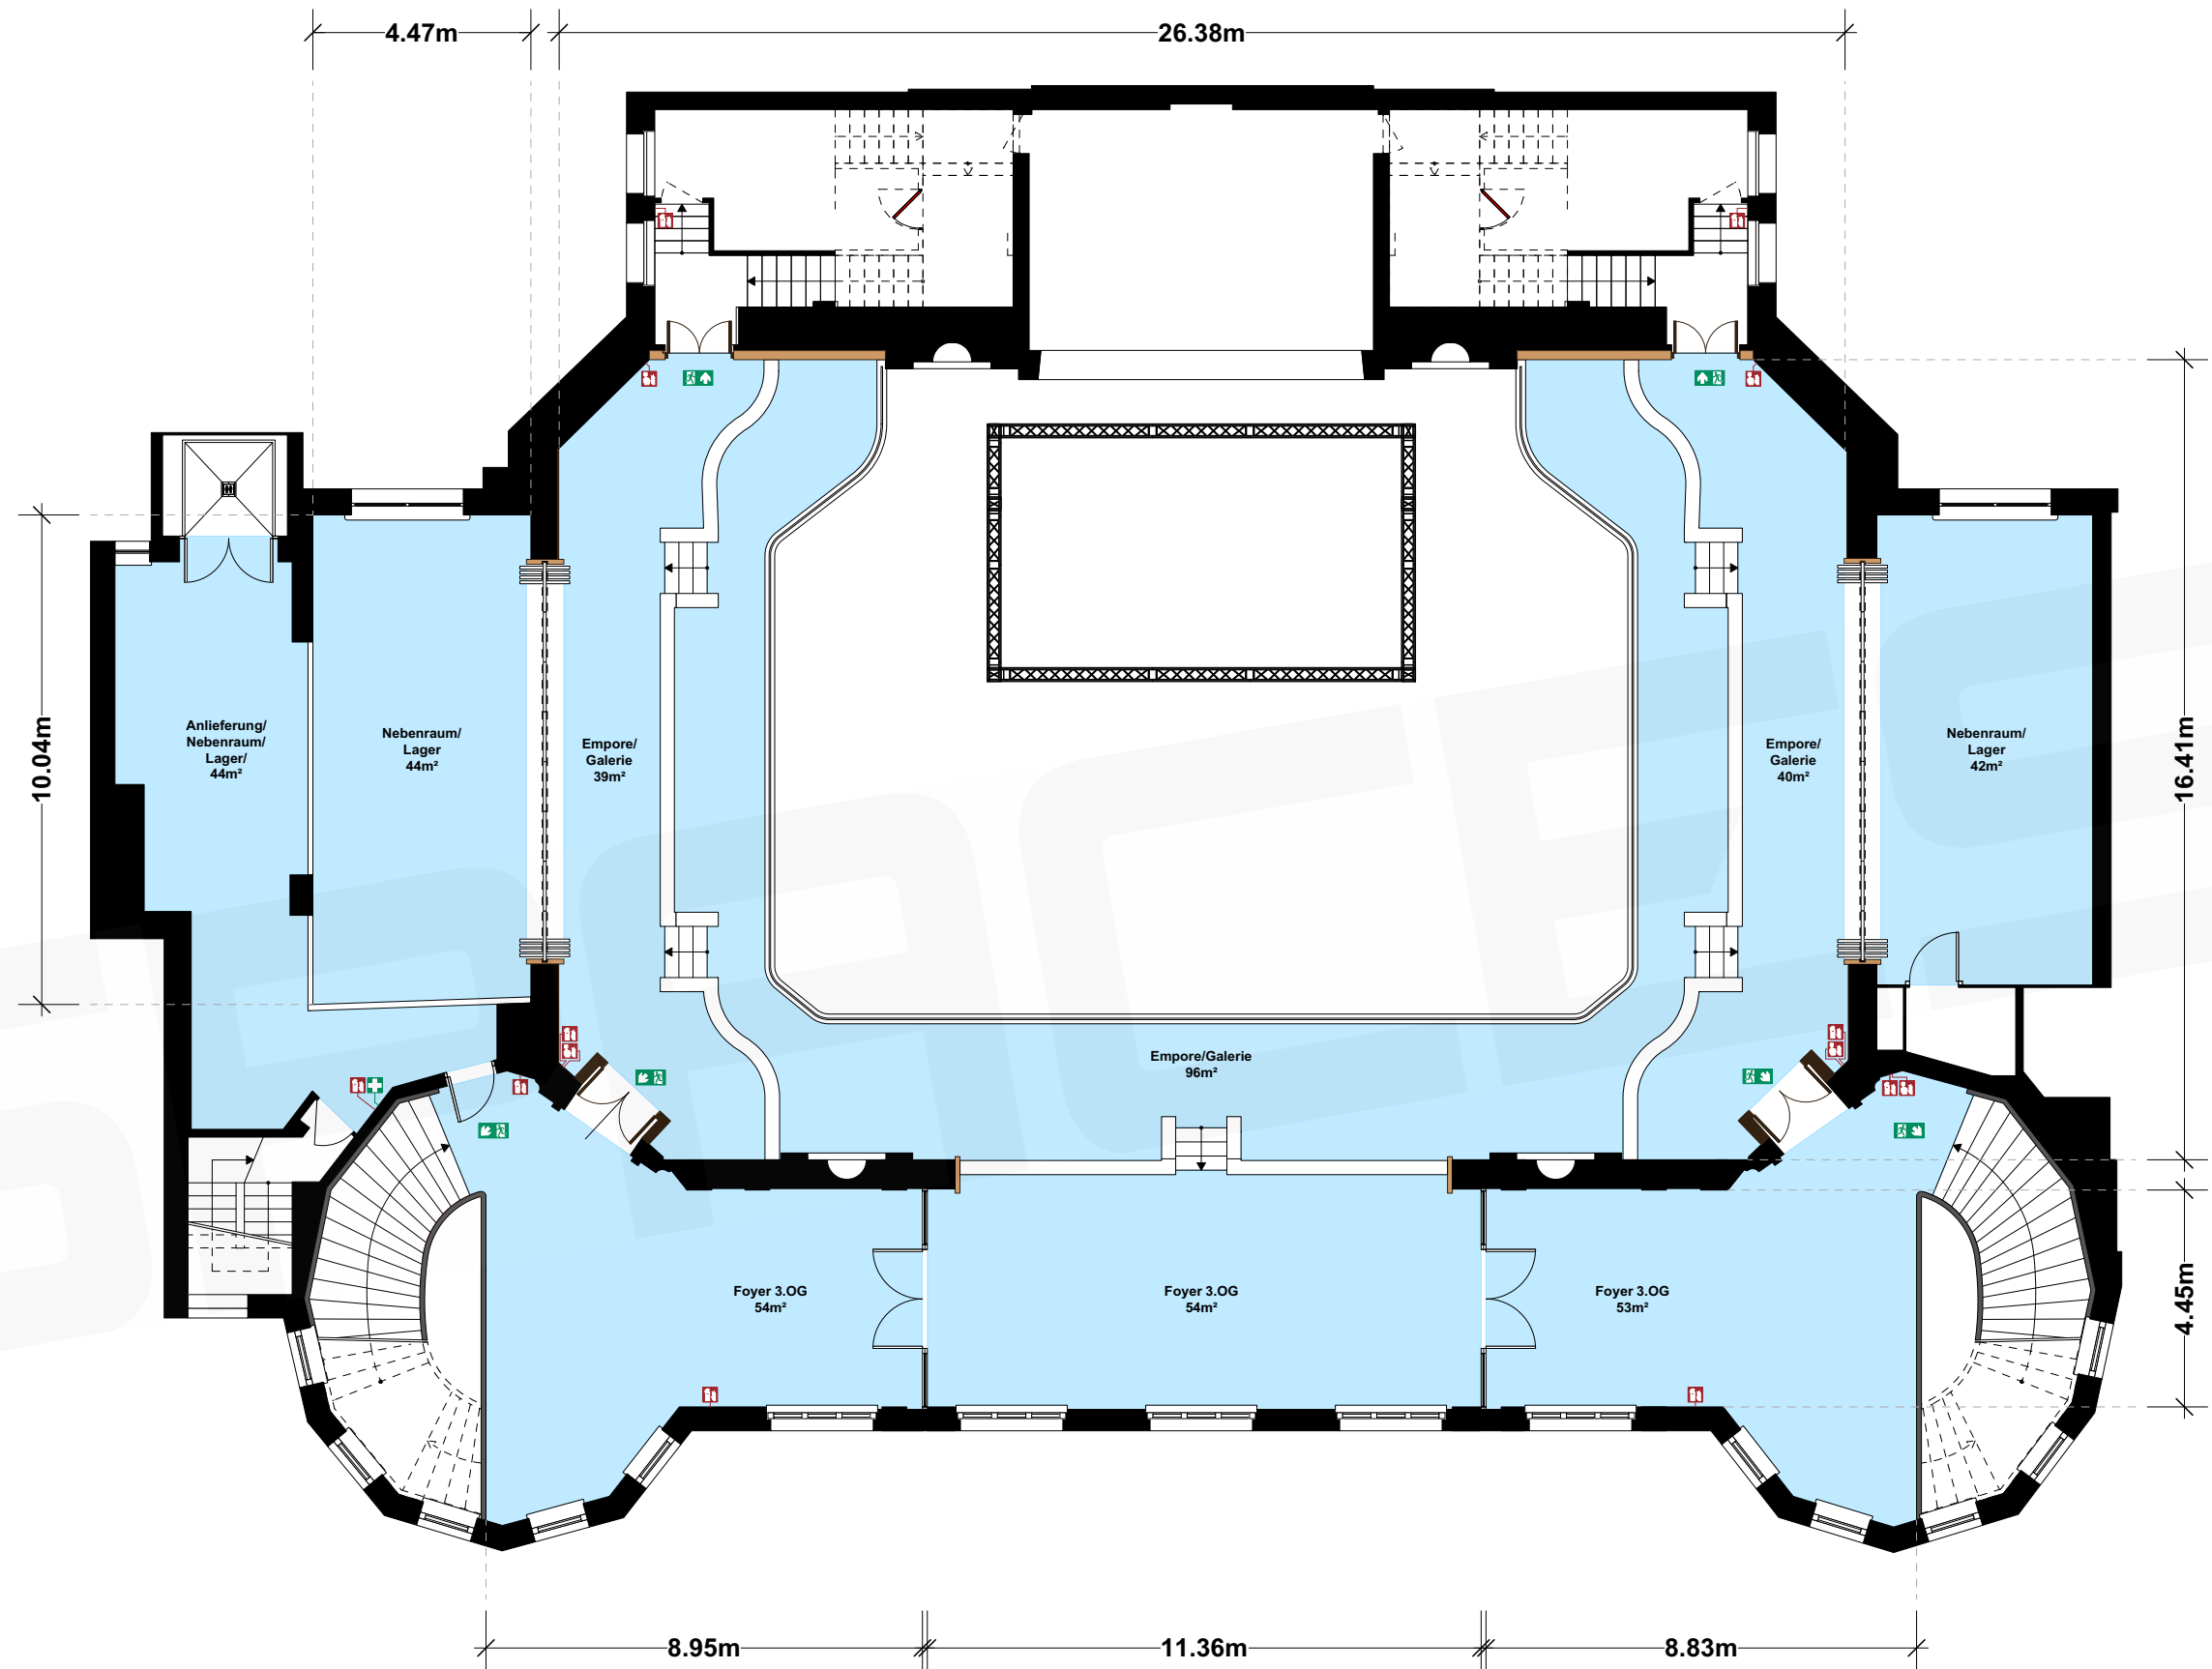 4.47m
26.38m
10.04m
16.41m
Anlieferung/
Nebenraum/
Lager/
44m²
Nebenraum/
Lager
44m²
Empore/
Galerie
39m²
Empore/
Galerie
40m²
Nebenraum/
Lager
42m²
Empore/Galerie
96m²
Foyer 3.OG
54m²
Foyer 3.OG
54m²
Foyer 3.OG
53m²
4.45m
8.95m
11.36m
8.83m